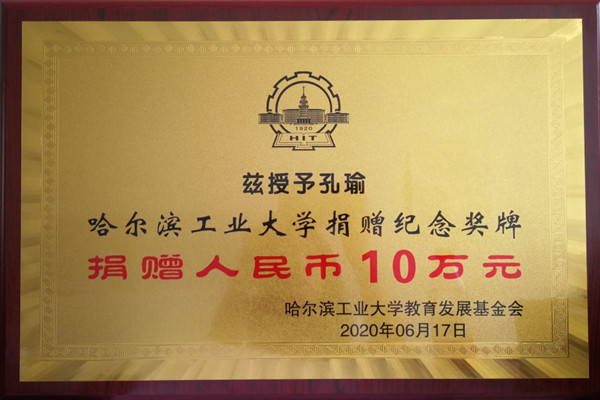 1920
HIT
兹授予孔瑜
哈尔滨工业大学捐赠纪念奖牌
捐赠人民币10万元
哈尔滨工业大学教育发展基金会
2020年06月17日